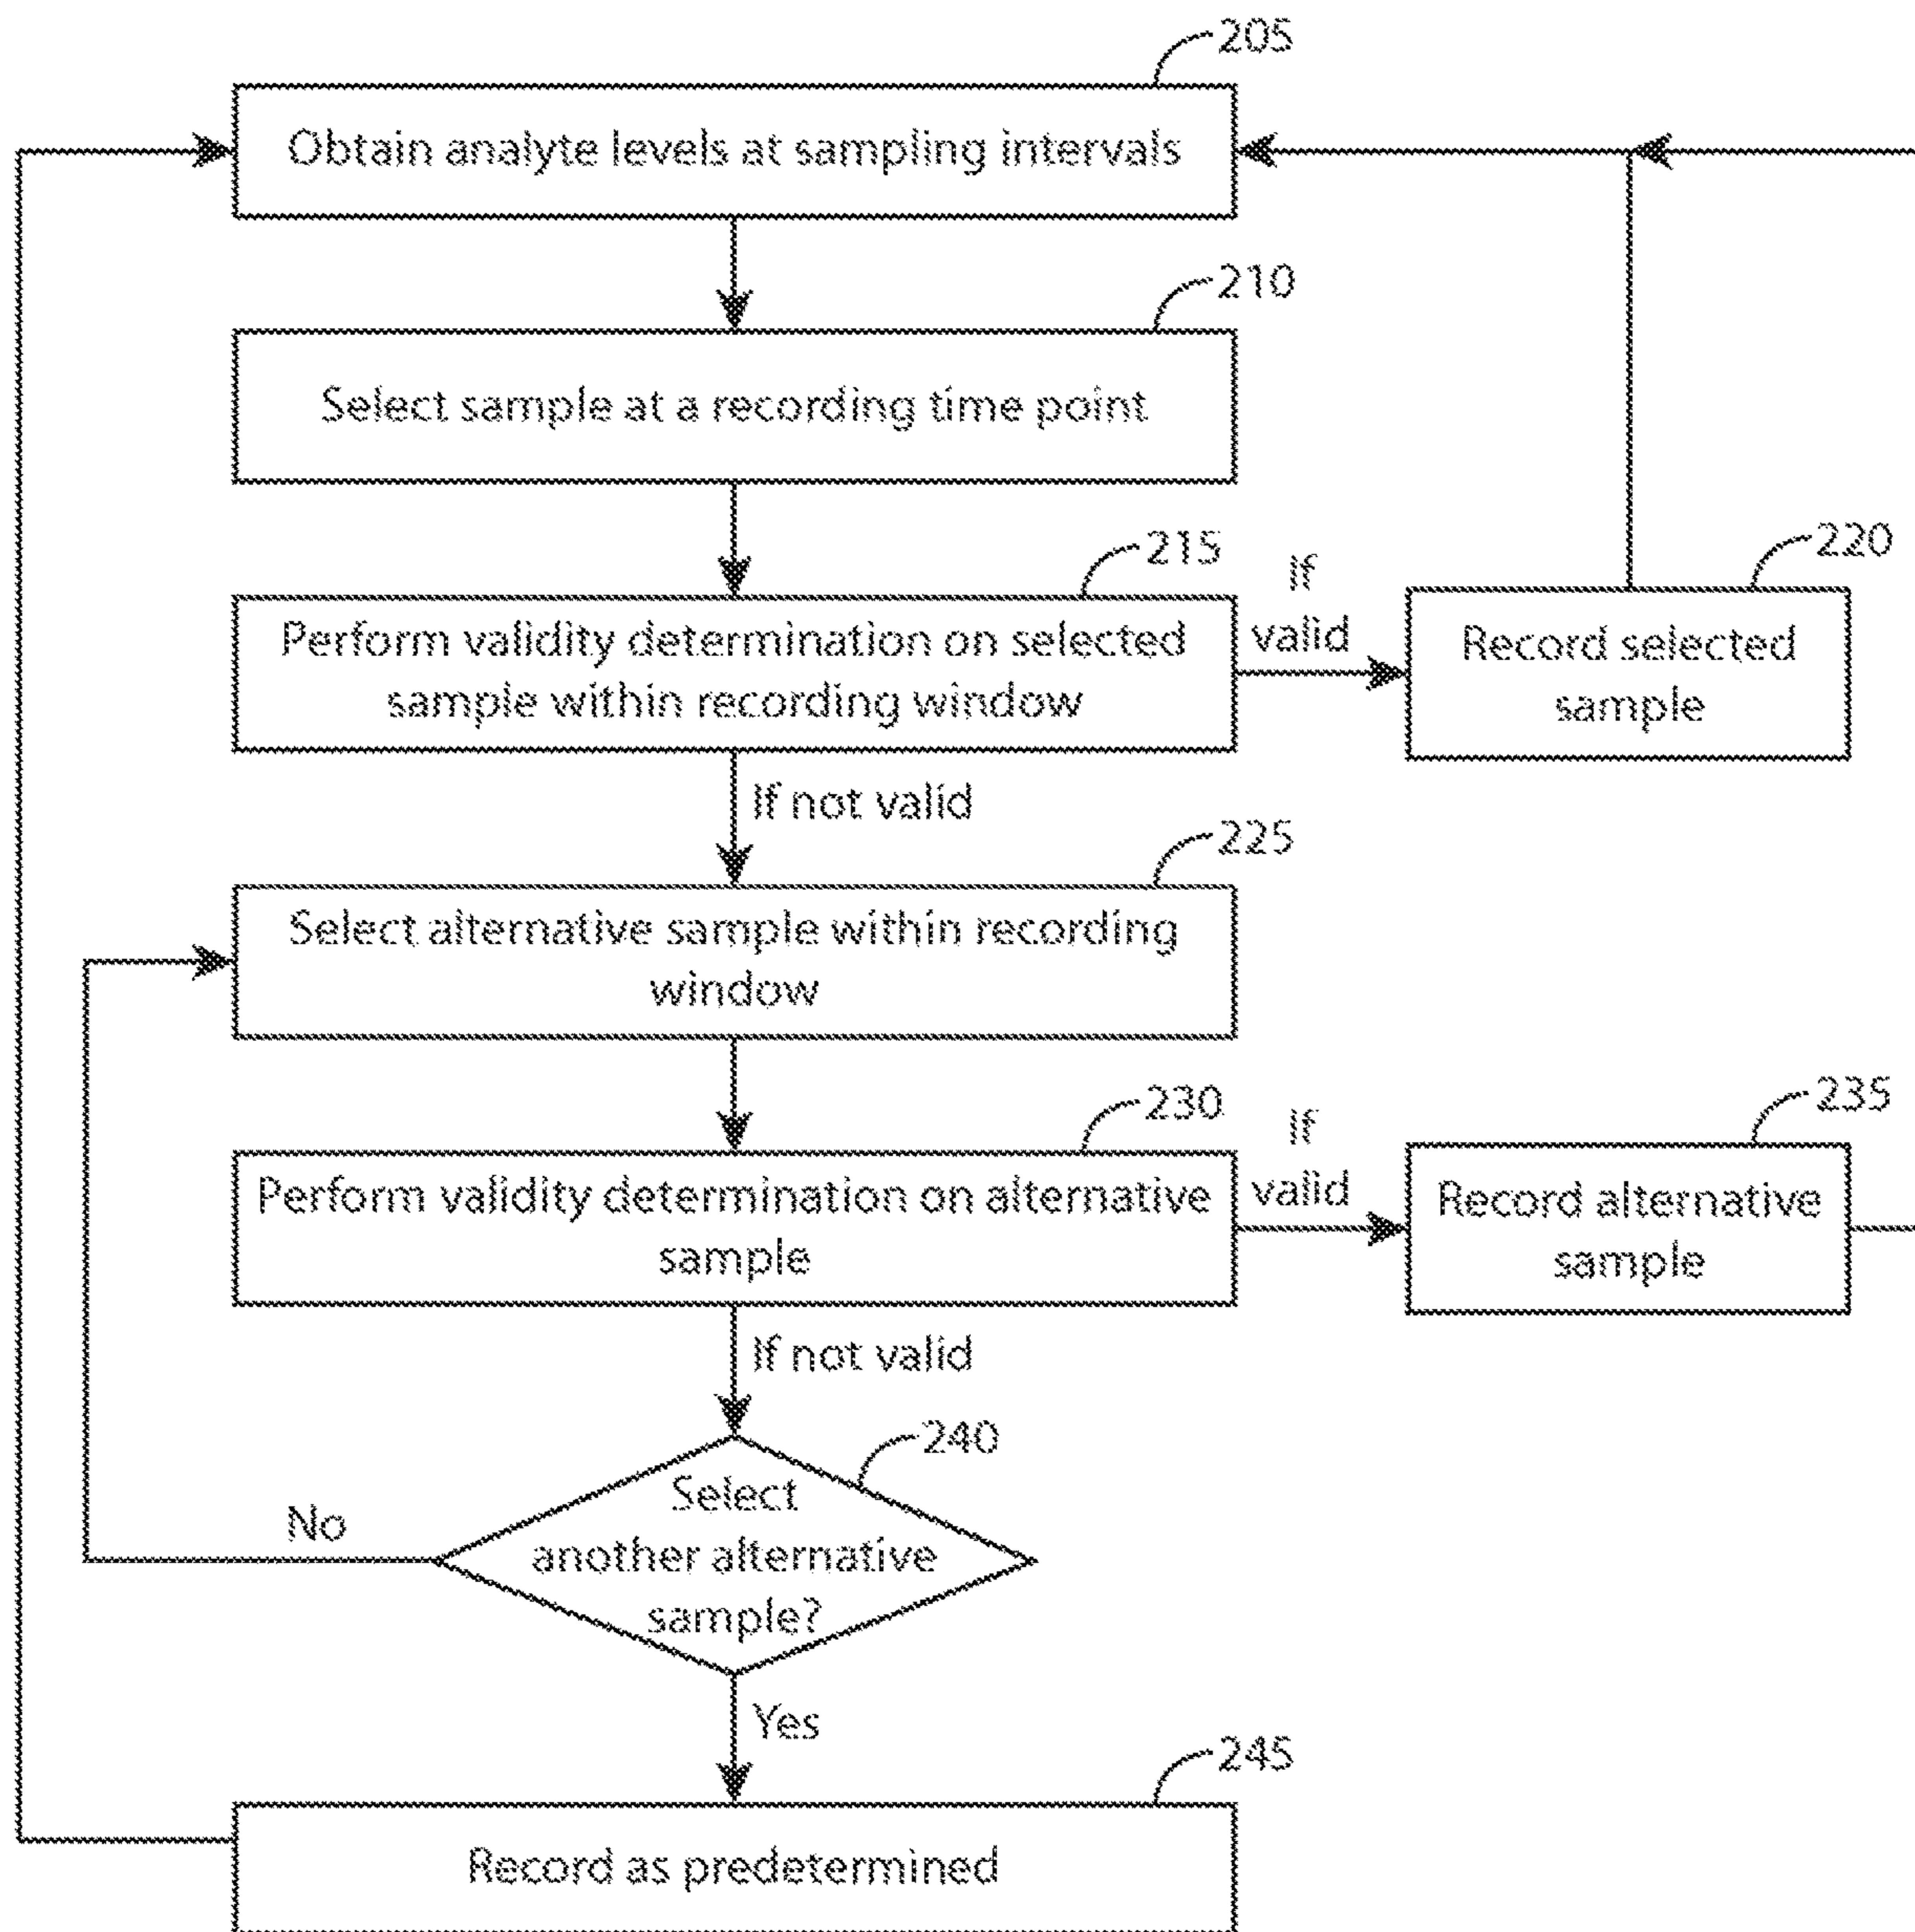 205
Obtain analyte levels at sampling intervals
210
Select sample at a recording time point
215
If
valid
220
Perform validity determination on selected
sample within recording window
Record selected
sample
If not valid
225
Select alternative sample within recording
window
230
If
valid
235
Perform validity determination on alternative
sample
Record alternative
sample
If not valid
240
Select
another alternative
sample?
No
Yes
245
Record as predetermined